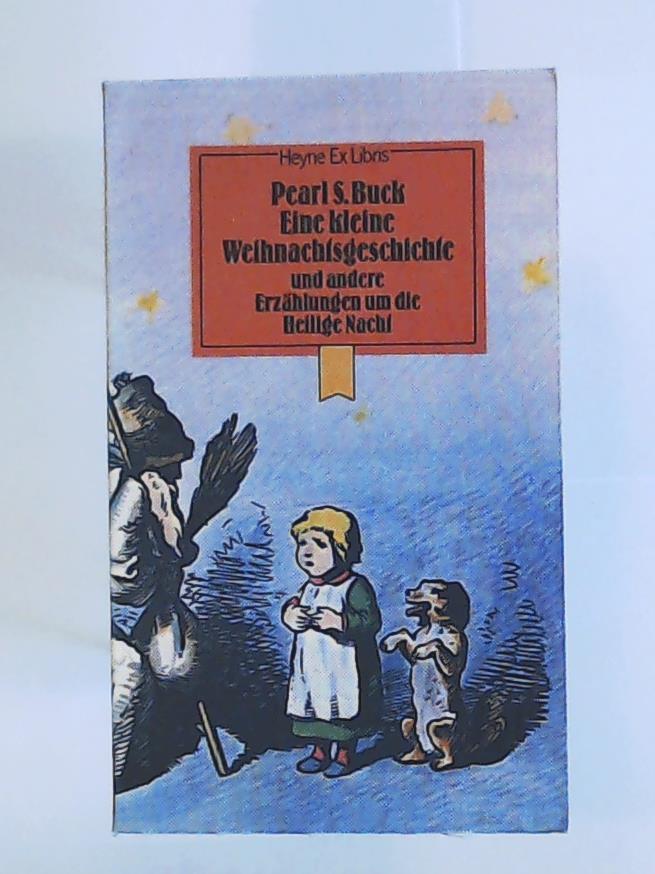 Heyne Ex Libris
Pearl S. Buck
Eine kleine
Weihnachtsgeschichte
und andere
Erzählungen um die
Heilige Nacht